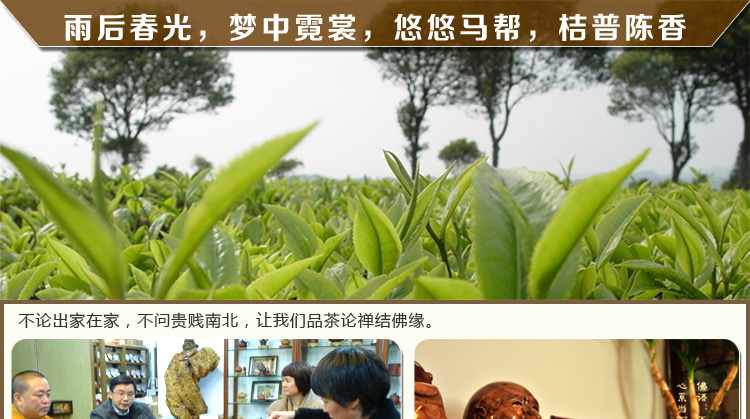 雨后春光，梦中霓裳，悠悠马帮，桔普陈香
不论出家在家，不问贵贱南北，让我们品茶论禅结佛缘。